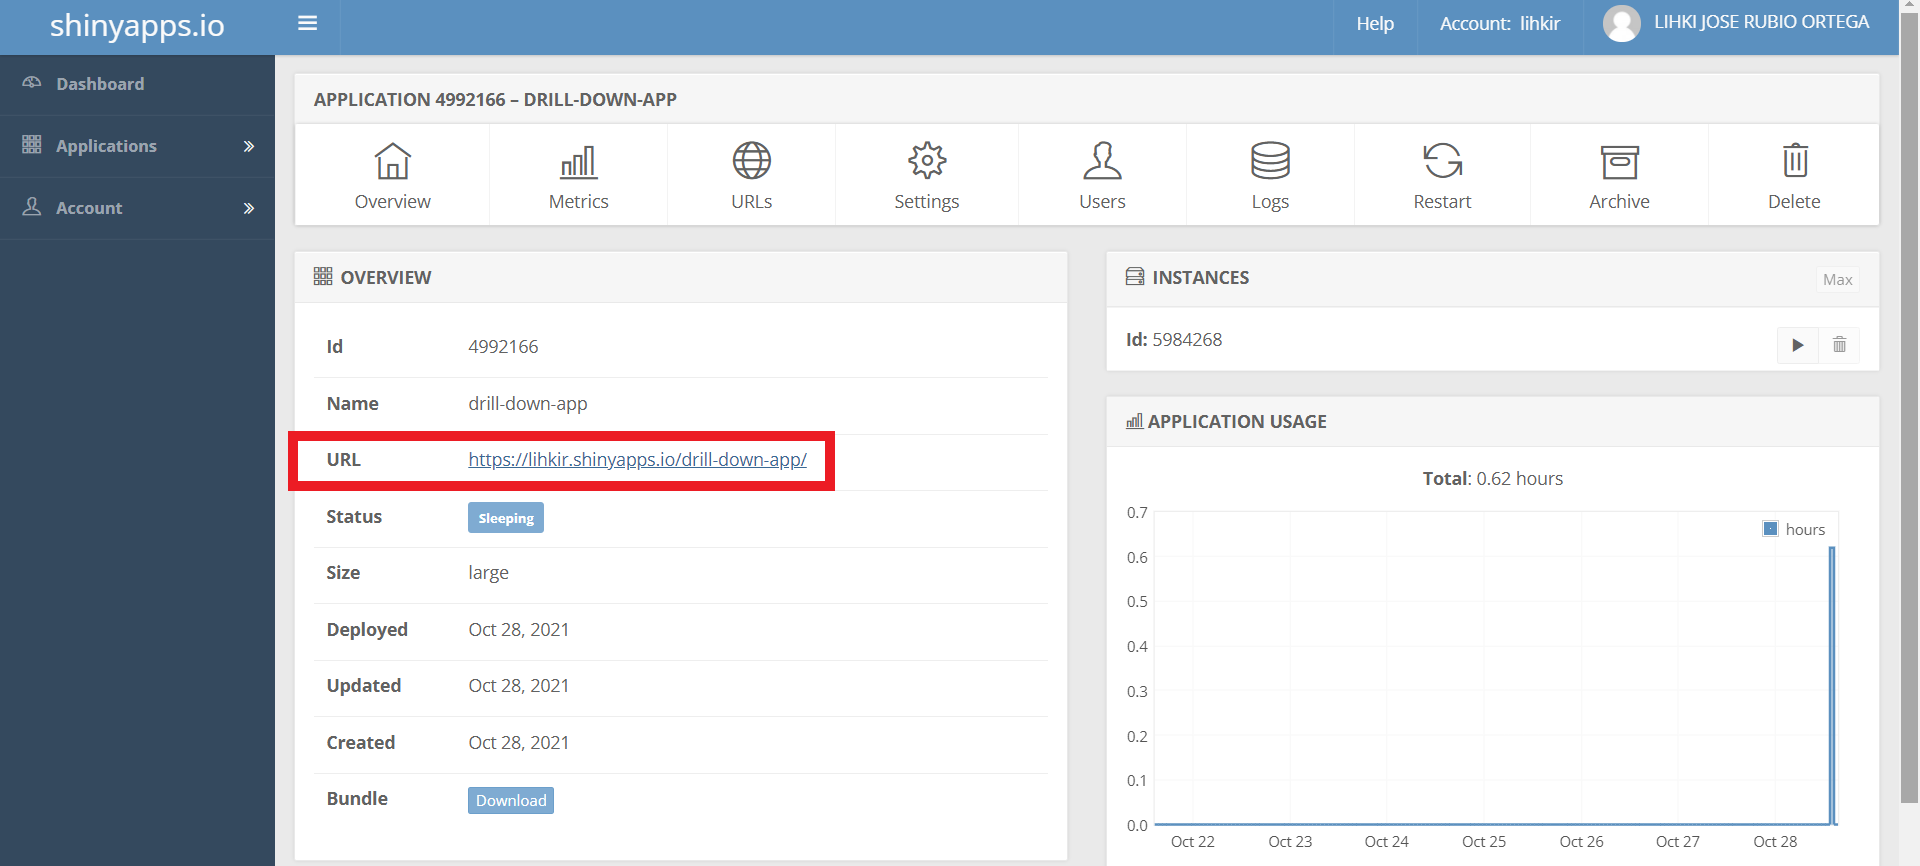 shinyapps.io
Help
Account: lihkir
LIHKI JOSE RUBIO ORTEGA
Dashboard
Applications
Account
APPLICATION 4992166 – DRILL-DOWN-APP
Overview
Metrics
URLs
Settings
Users
Logs
Restart
Archive
Delete
OVERVIEW
Id 4992166
Name drill-down-app
URL https://lihkir.shinyapps.io/drill-down-app/
Status Sleeping
Size large
Deployed Oct 28, 2021
Updated Oct 28, 2021
Created Oct 28, 2021
Bundle Download
INSTANCES
Max
Id: 5984268
APPLICATION USAGE
Total: 0.62 hours
hours
0.7
0.6
0.5
0.4
0.3
0.2
0.1
0.0
Oct 22 Oct 23 Oct 24 Oct 25 Oct 26 Oct 27 Oct 28